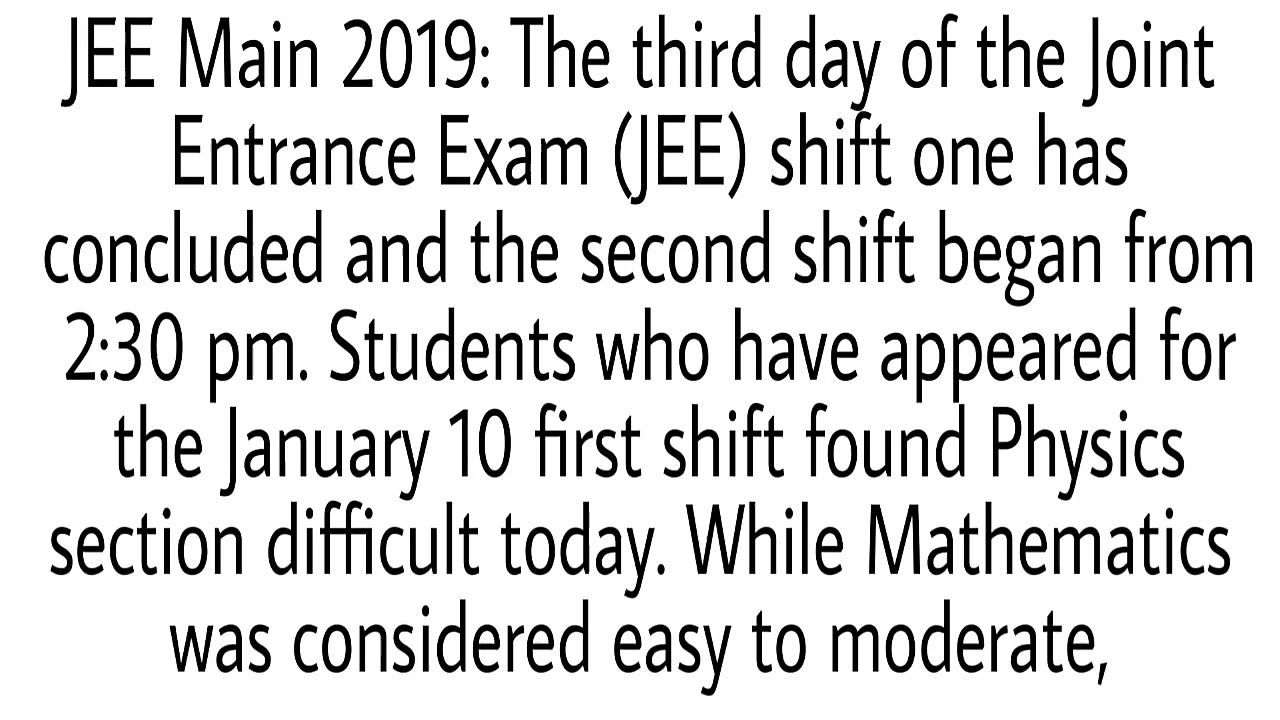 JEE Main 2019: The third day of the Joint
Entrance Exam (JEE) shift one has
concluded and the second shift began from
2:30 pm. Students who have appeared for
the January 10 first shift found Physics
section difficult today. While Mathematics
was considered easy to moderate,